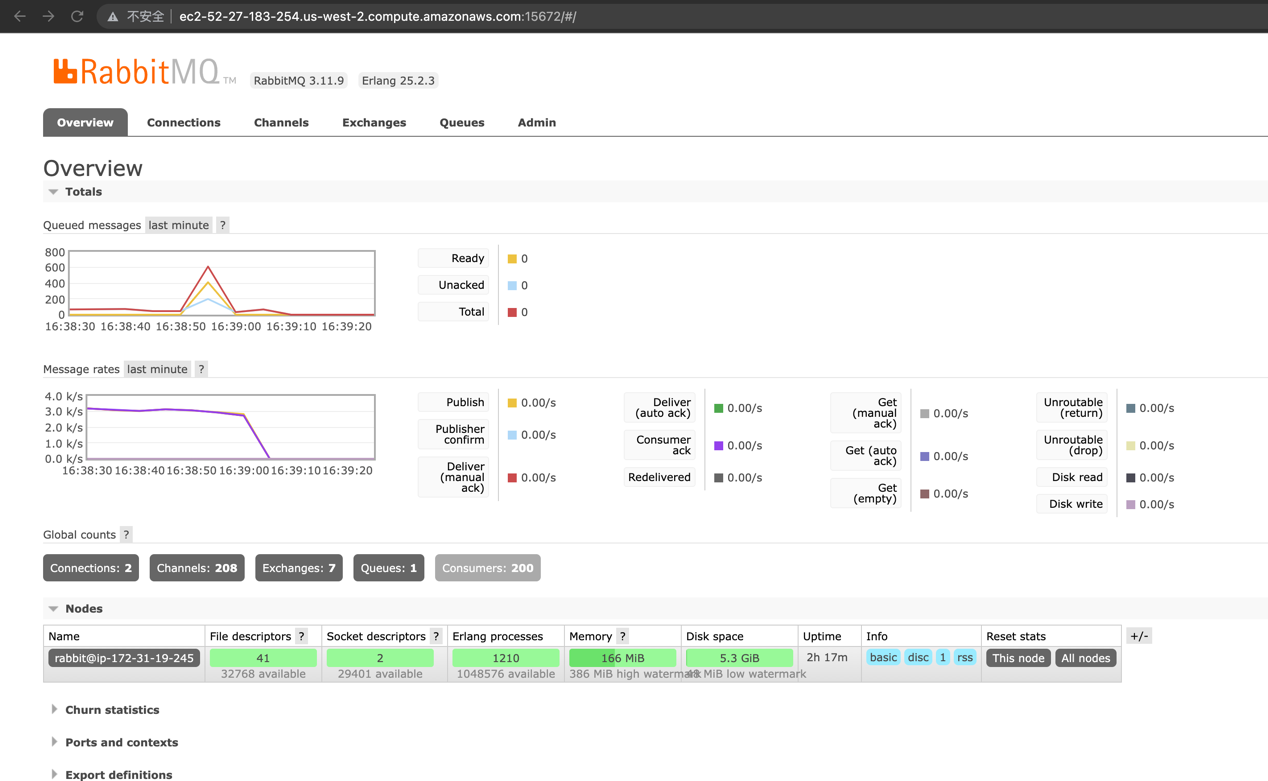 不安全 ec2-52-27-183-254.us-west-2.compute.amazonaws.com:15672/#/
RabbitMQ TM RabbitMQ 3.11.9 Erlang 25.2.3
Overview Connections Channels Exchanges Queues Admin
Overview
Totals
Queued messages last minute ?
800
600
400
200
0
16:38:30 16:38:40 16:38:50 16:39:00 16:39:10 16:39:20
Ready 0
Unacked 0
Total 0
Message rates last minute ?
4.0 k/s
3.0 k/s
2.0 k/s
1.0 k/s
0.0 k/s
16:38:30 16:38:40 16:38:50 16:39:00 16:39:10 16:39:20
Publish 0.00/s
Publisher
confirm 0.00/s
Deliver
(manual
ack) 0.00/s
Deliver
(auto ack) 0.00/s
Consumer
ack 0.00/s
Redelivered 0.00/s
Get
(manual
ack) 0.00/s
Get (auto
ack) 0.00/s
Get
(empty) 0.00/s
Unroutable
(return) 0.00/s
Unroutable
(drop) 0.00/s
Disk read 0.00/s
Disk write 0.00/s
Global counts ?
Connections: 2 Channels: 208 Exchanges: 7 Queues: 1 Consumers: 200
Nodes
Name File descriptors ? Socket descriptors ? Erlang processes Memory ? Disk space Uptime Info Reset stats +/-
rabbit@ip-172-31-19-245 41 2 1210 166 MiB 5.3 GiB 2h 17m basic disc 1 rss This node All nodes
32768 available 29401 available 1048576 available 386 MiB high watermark 48 MiB low watermark
Churn statistics
Ports and contexts
Export definitions